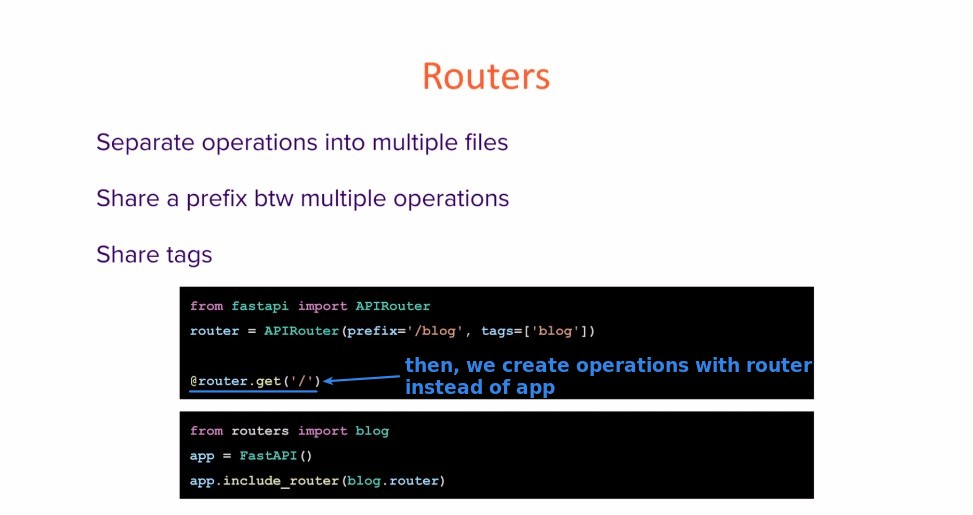 Routers
Separate operations into multiple files
Share a prefix btw multiple operations
Share tags
from fastapi import APIRouter
router = APIRouter(prefix='/blog', tags=['blog'])
then, we create operations with router
instead of app
@router.get('/')
from routers import blog
app = FastAPI()
app.include_router(blog.router)